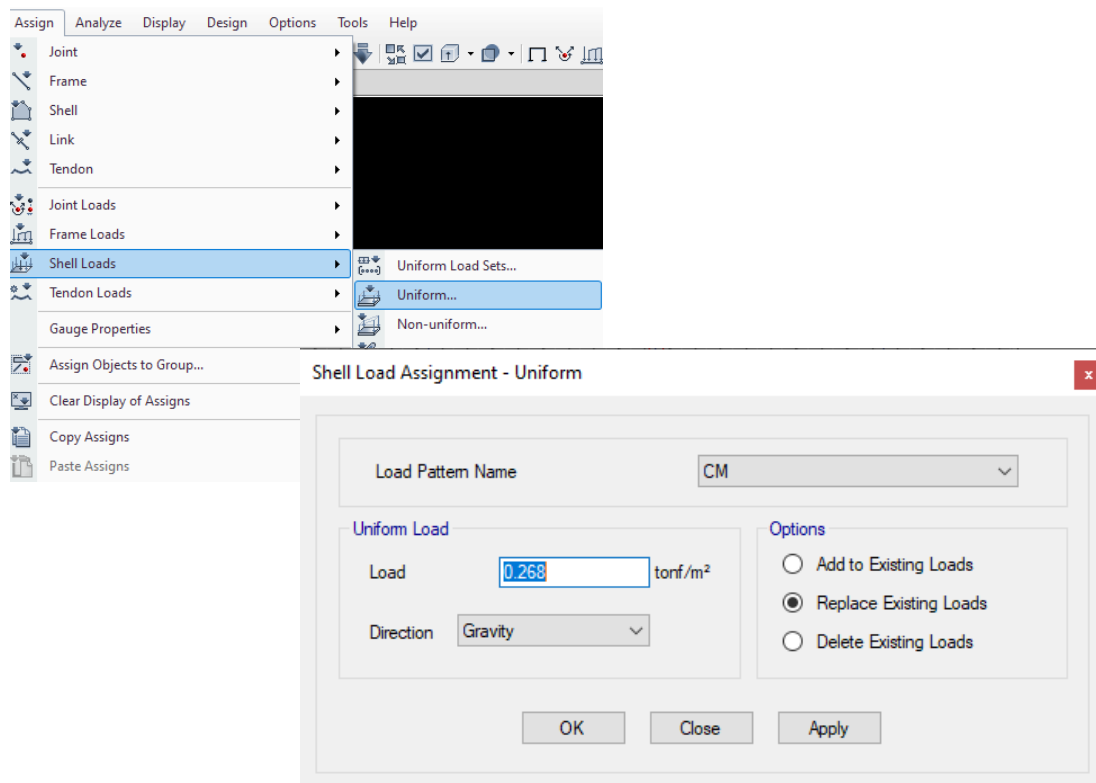 Assign Analyze Display Design Options Tools Help
Joint
Frame
Shell
Link
Tendon
Joint Loads
Frame Loads
Shell Loads
Tendon Loads
Gauge Properties
Assign Objects to Group...
Clear Display of Assigns
Copy Assigns
Paste Assigns
Uniform Load Sets...
Uniform...
Non-uniform...
Shell Load Assignment - Uniform
x
Load Pattern Name CM
Uniform Load
Load 0.268 tonf/m²
Direction Gravity
Options
Add to Existing Loads
Replace Existing Loads
Delete Existing Loads
OK Close Apply